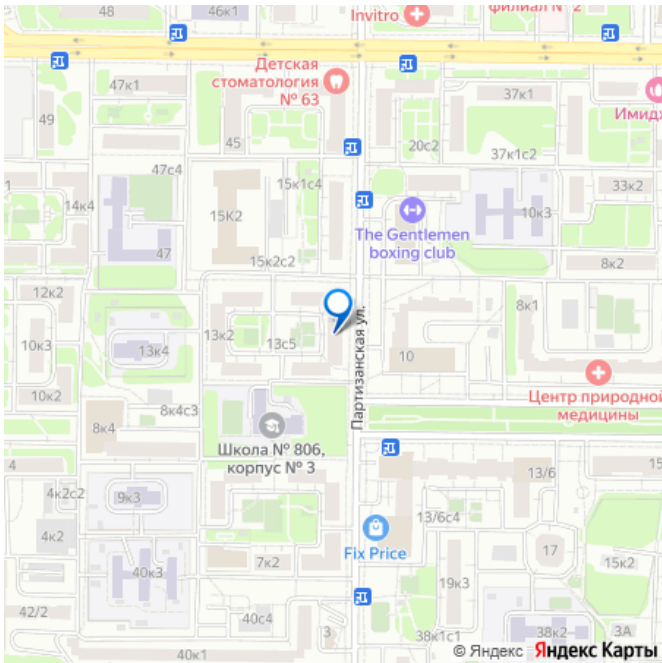 48
46к1
Invitro
филиал № 2
Детская
стоматология
№ 63
47к1
37к1
Имидж
49
45
20с2
37к1с2
47с4
15к1с4
33к2
1
14к4
15К2
10к3
The Gentlemen
boxing club
47
15к2с2
8к2
12к2
8к1
13к2
10к3
13к4
13с5
Партизанская ул.
10
Центр природной
медицины
10к2
8к4с3
8к4
Школа № 806,
корпус № 3
4
13/6
15
4к2с2
9к3
13/6с4
4к2
Fix Price
17
7к2
15к2
40к3
19к3
42/2
40с4
3
38к1с1
38к2
3А
40к1
© Яндекс Яндекс Карты